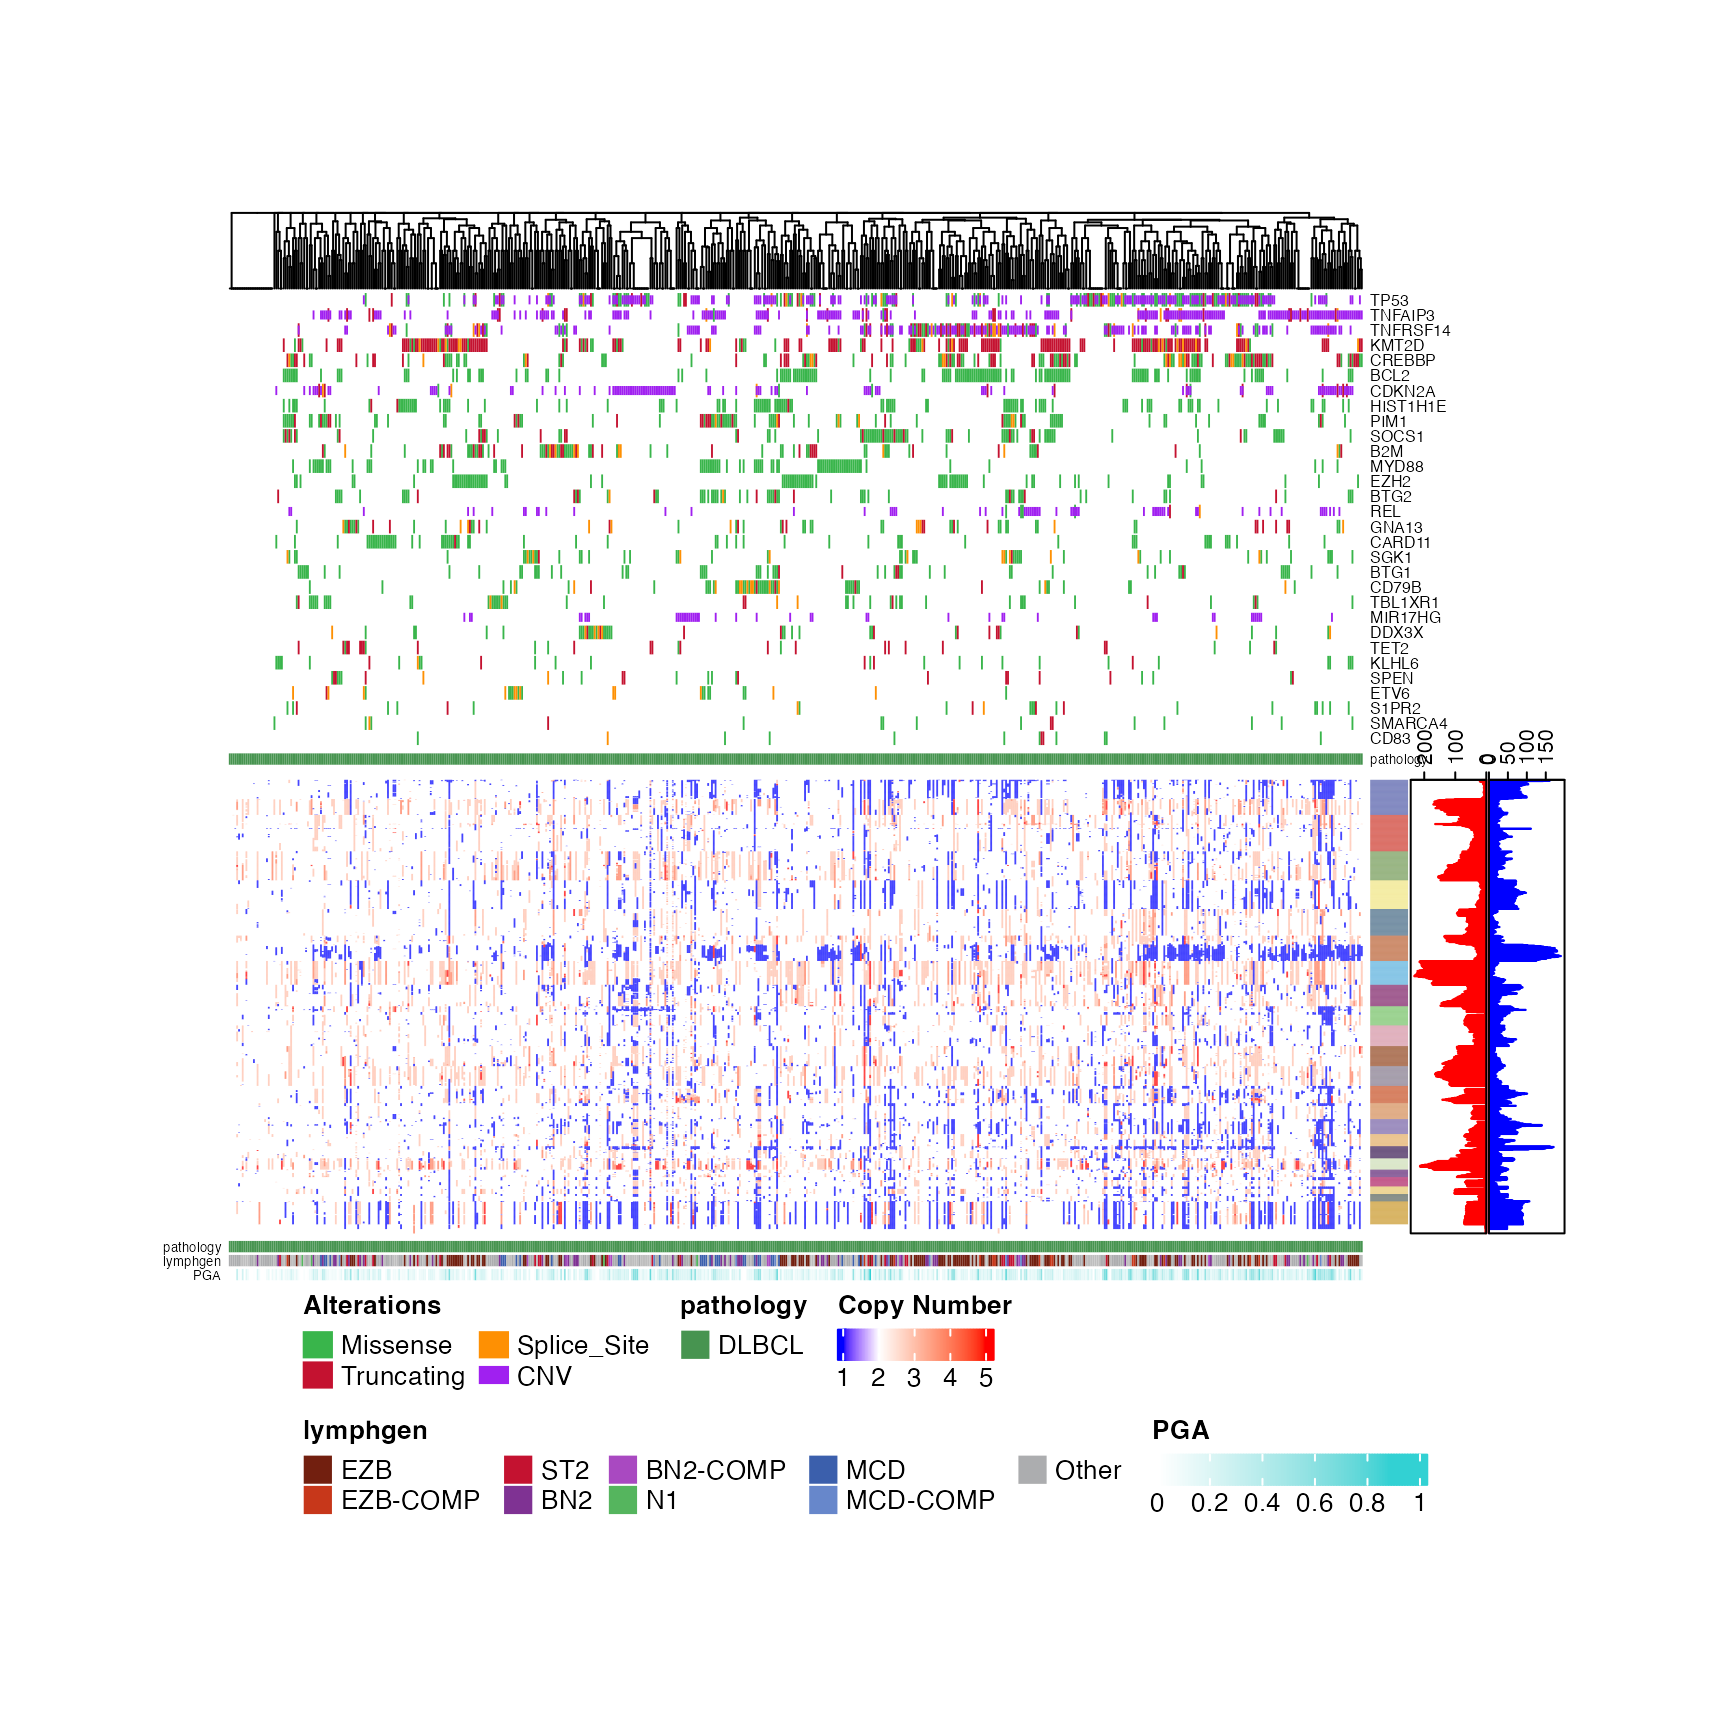 TP53
TNFAIP3
TNFRSF14
KMT2D
CREBBP
BCL2
CDKN2A
HIST1H1E
PIM1
SOCS1
B2M
MYD88
EZH2
BTG2
REL
GNA13
CARD11
SGK1
BTG1
CD79B
TBL1XR1
MIR17HG
DDX3X
TET2
KLHL6
SPEN
ETV6
S1PR2
SMARCA4
CD83
pathology
200 100 0 0 50 100 150
pathology
lymphgen
PGA
Alterations pathology Copy Number
Missense Splice_Site DLBCL
Truncating CNV 1 2 3 4 5
lymphgen PGA
EZB ST2 BN2-COMP MCD Other
EZB-COMP BN2 N1 MCD-COMP 0 0.2 0.4 0.6 0.8 1